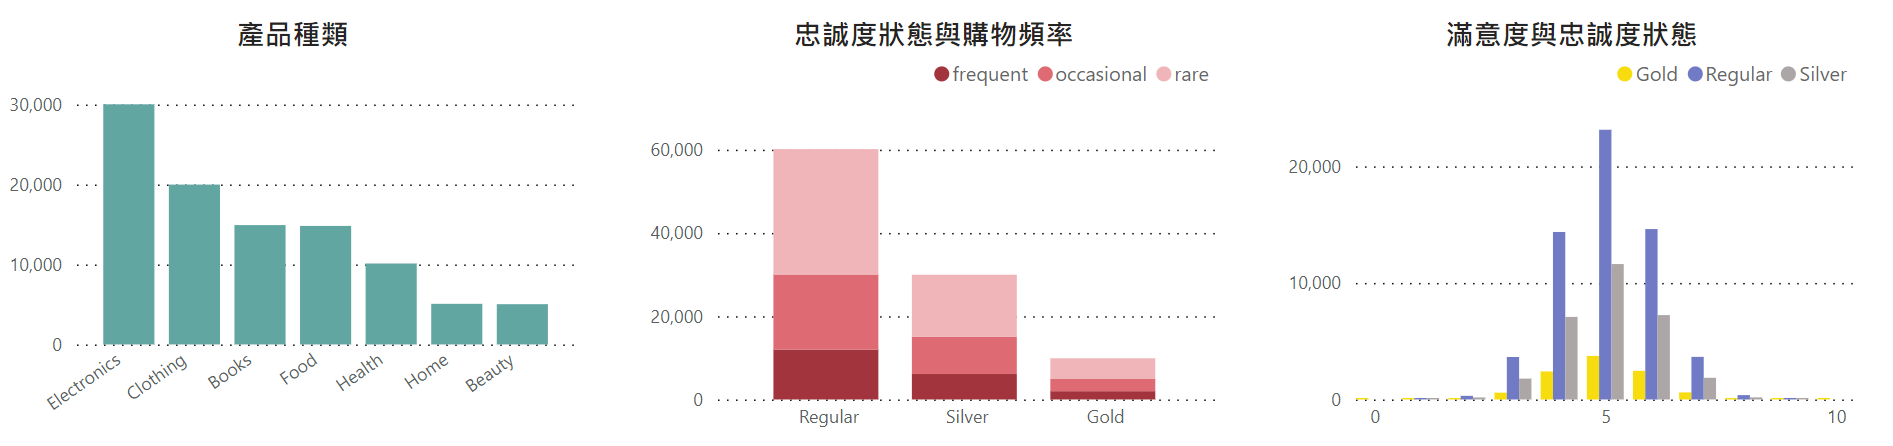 產品種類
30,000
20,000
10,000
0
Electronics
Clothing
Books
Food
Health
Home
Beauty
忠誠度狀態與購物頻率
frequent occasional rare
60,000
40,000
20,000
0
Regular
Silver
Gold
滿意度與忠誠度狀態
Gold Regular Silver
20,000
10,000
0
0
5
10